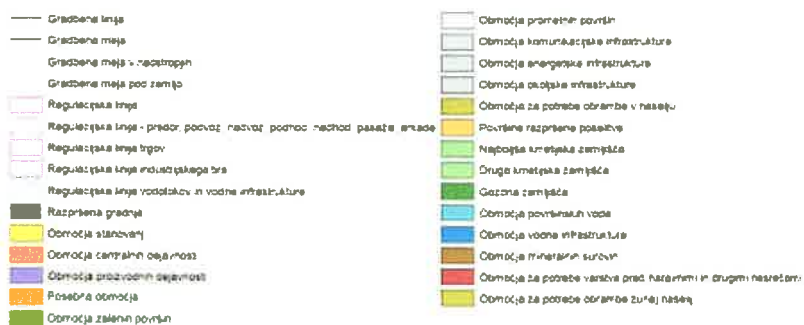 Gradbena linija
Gradbena meja
Gradbena meja v nadstropjih
Gradbena meja pod zemljo
Regulacijska linija
Regulacijska linija - predor, podvoz, nadvoz, podhod, nadhod, pasaža, arkade
Regulacijska linija trgov
Regulacijska linija industrijskega tira
Regulacijska linija vodotokov in vodne infrastrukture
Razpršena gradnja
Območja stanovanj
Območja centralnih dejavnosti
Območja proizvodnih dejavnosti
Posebna območja
Območja zelenih površin
Območja prometnih površin
Območja komunikacijske infrastrukture
Območja energetske infrastrukture
Območja okoljske infrastrukture
Območja za potrebe obrambe v naselju
Površine razpršene poselitve
Najboljša kmetijska zemljišča
Druga kmetijska zemljišča
Gozdna zemljišča
Območja površinskih voda
Območja vodne infrastrukture
Območja mineralnih surovin
Območja za potrebe varstva pred naravnimi in drugimi nesrečami
Območja za potrebe obrambe zunaj naselij